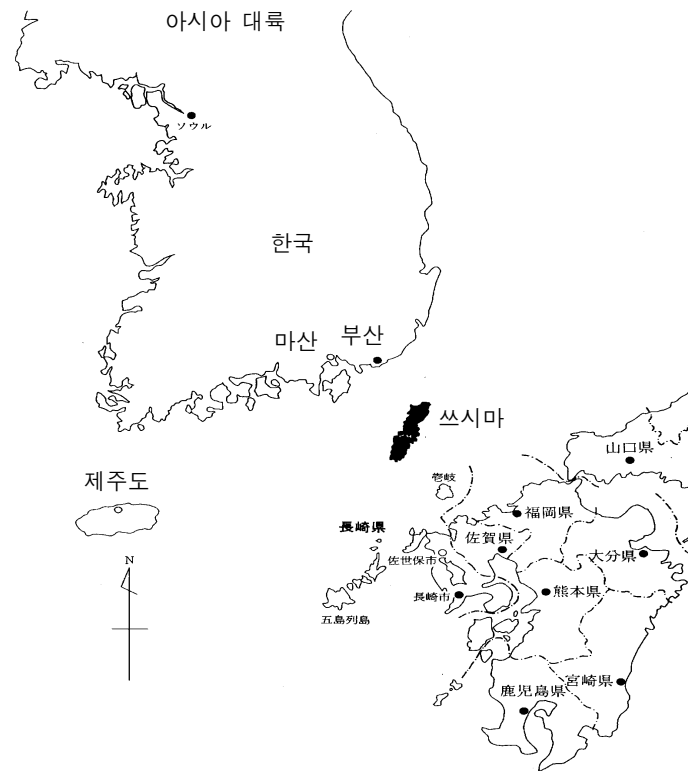 아시아 대륙
ソウル
한국
마산
부산
쓰시마
山口県
壱岐
제주도
福岡県
長崎県
佐賀県
大分県
佐世保市
N
長崎市
熊本県
五島列島
宮崎県
鹿児島県